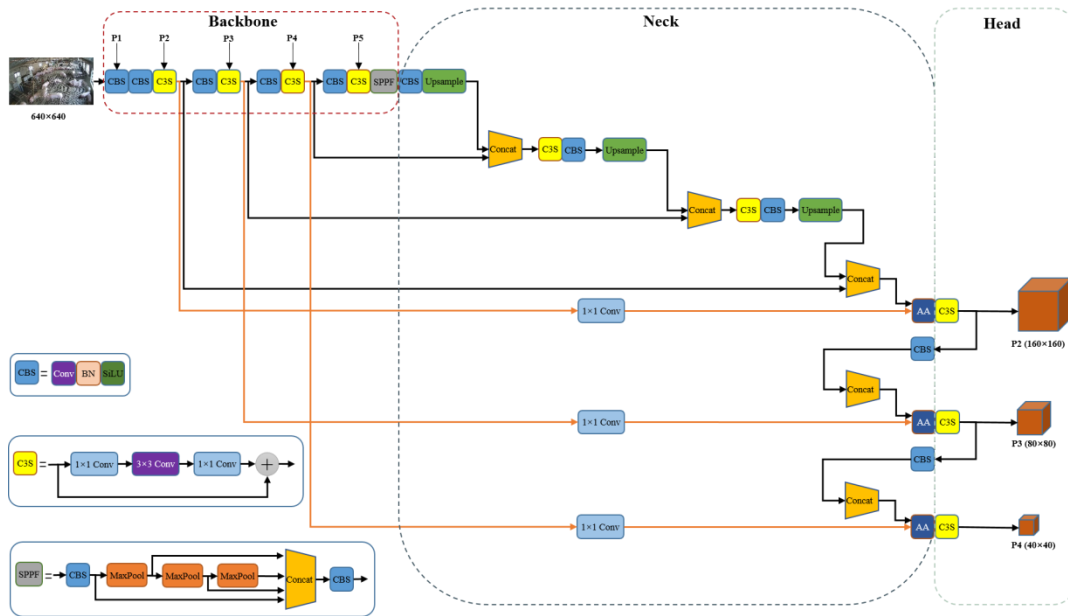 Backbone
Neck
Head
P1 P2 P3 P4 P5
CBS CBS C3S CBS C3S CBS C3S CBS C3S SPPF CBS Upsample
640×640
Concat C3S CBS Upsample
Concat C3S CBS Upsample
Concat
1×1 Conv AA C3S
P2 (160×160)
CBS
CBS = Conv BN SiLU
Concat
1×1 Conv AA C3S
P3 (80×80)
CBS
C3S = 1×1 Conv 3×3 Conv 1×1 Conv +
Concat
1×1 Conv AA C3S
P4 (40×40)
SPPF = CBS MaxPool MaxPool MaxPool Concat CBS